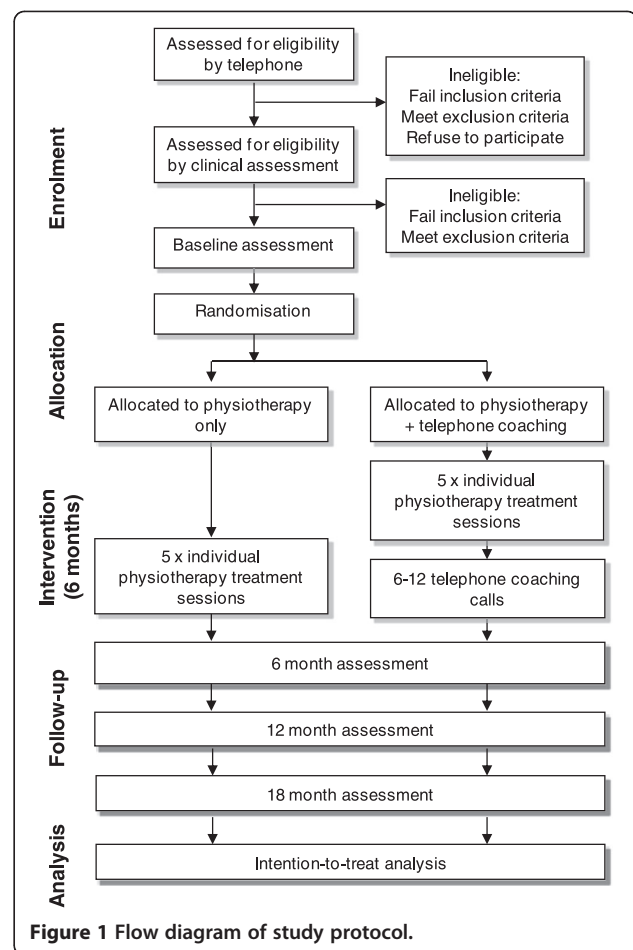 Assessed for eligibility
by telephone
Ineligible:
Fail inclusion criteria
Meet exclusion criteria
Refuse to participate
Assessed for eligibility
by clinical assessment
Ineligible:
Fail inclusion criteria
Meet exclusion criteria
Enrolment
Baseline assessment
Randomisation
Allocation
Allocated to physiotherapy
only
Allocated to physiotherapy
+ telephone coaching
Intervention
(6 months)
5 x individual
physiotherapy treatment
sessions
5 x individual
physiotherapy treatment
sessions
6-12 telephone coaching
calls
Follow-up
6 month assessment
12 month assessment
18 month assessment
Analysis
Intention-to-treat analysis
Figure 1 Flow diagram of study protocol.